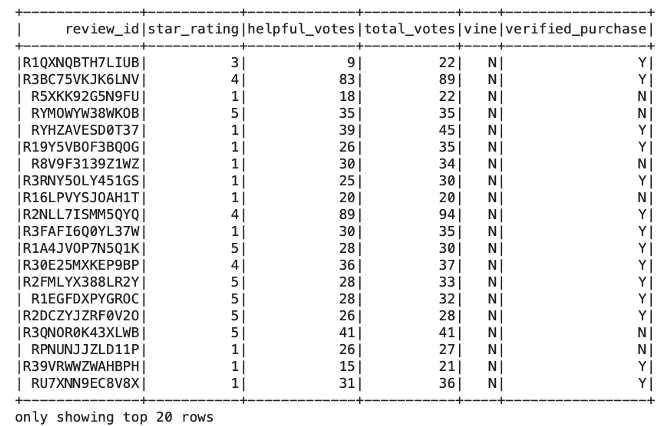 +--------------+-----------+-------------+-----------+----+-----------------+
|     review_id|star_rating|helpful_votes|total_votes|vine|verified_purchase|
+--------------+-----------+-------------+-----------+----+-----------------+
|R1QXNQBTH7LIUB|          3|            9|         22|   N|                Y|
|R3BC75VKJK6LNV|          4|           83|         89|   N|                Y|
| R5XKK92G5N9FU|          1|           18|         22|   N|                N|
| RYMOWYW38WKOB|          5|           35|         35|   N|                N|
| RYHZAVESD0T37|          1|           39|         45|   N|                Y|
|R19Y5VBOF3BQOG|          1|           26|         35|   N|                Y|
| R8V9F3139Z1WZ|          1|           30|         34|   N|                N|
|R3RNY5OLY451GS|          1|           25|         30|   N|                Y|
|R16LPVYSJOAH1T|          1|           20|         20|   N|                N|
|R2NLL7ISMM5QYQ|          4|           89|         94|   N|                Y|
|R3FAFI6Q0YL37W|          1|           30|         35|   N|                Y|
|R1A4JVOP7N5Q1K|          5|           28|         30|   N|                Y|
|R30E25MXKEP9BP|          4|           36|         37|   N|                Y|
|R2FMLYX388LR2Y|          5|           28|         33|   N|                Y|
| R1EGFDXPYGROC|          5|           28|         32|   N|                Y|
|R2DCZYJZRF0V2O|          5|           26|         28|   N|                Y|
|R3QNOR0K43XLWB|          5|           41|         41|   N|                N|
| RPNUNJJZLD11P|          1|           26|         27|   N|                N|
|R39VRWWZWAHBPH|          1|           15|         21|   N|                Y|
| RU7XNN9EC8V8X|          1|           31|         36|   N|                Y|
+--------------+-----------+-------------+-----------+----+-----------------+
only showing top 20 rows